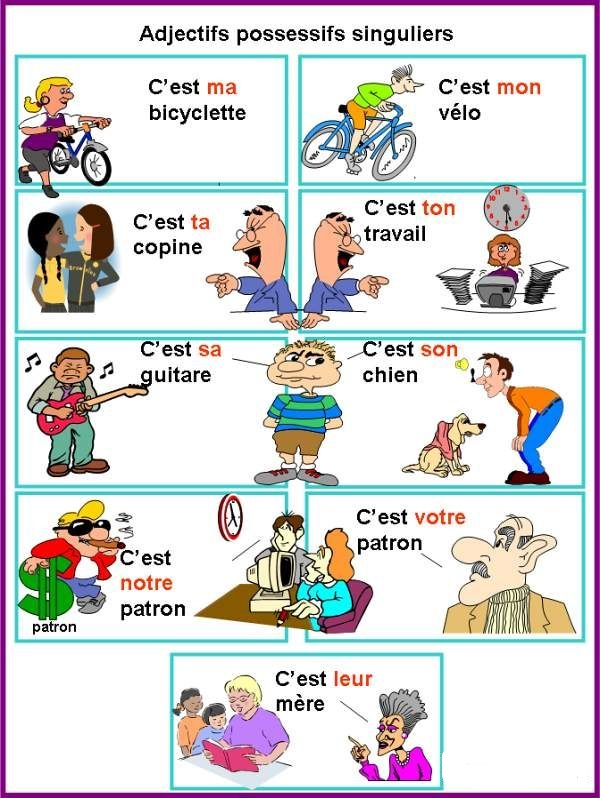 Adjectifs possessifs singuliers
C'est ma
bicyclette
C'est mon
vélo
C'est ta
copine
C'est ton
travail
C'est sa
guitare
C'est son
chien
C'est
notre
patron
patron
C'est votre
patron
C'est leur
mère